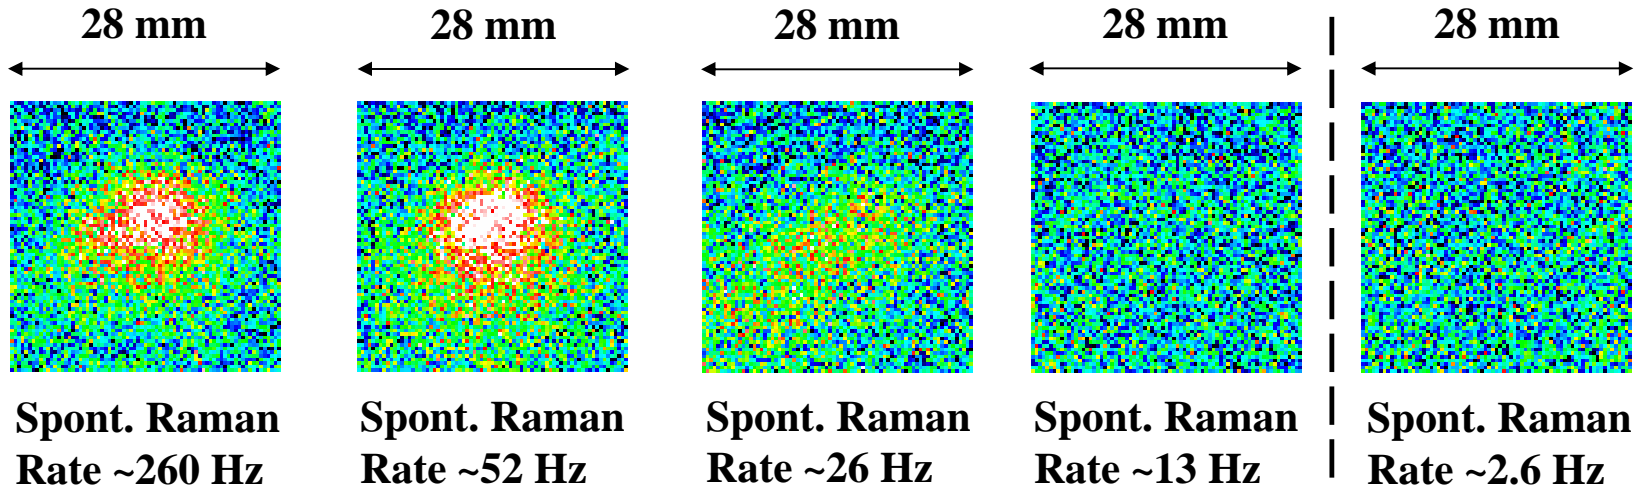 28 mm
28 mm
28 mm
28 mm
28 mm
Spont. Raman
Rate ~260 Hz
Spont. Raman
Rate ~52 Hz
Spont. Raman
Rate ~26 Hz
Spont. Raman
Rate ~13 Hz
Spont. Raman
Rate ~2.6 Hz